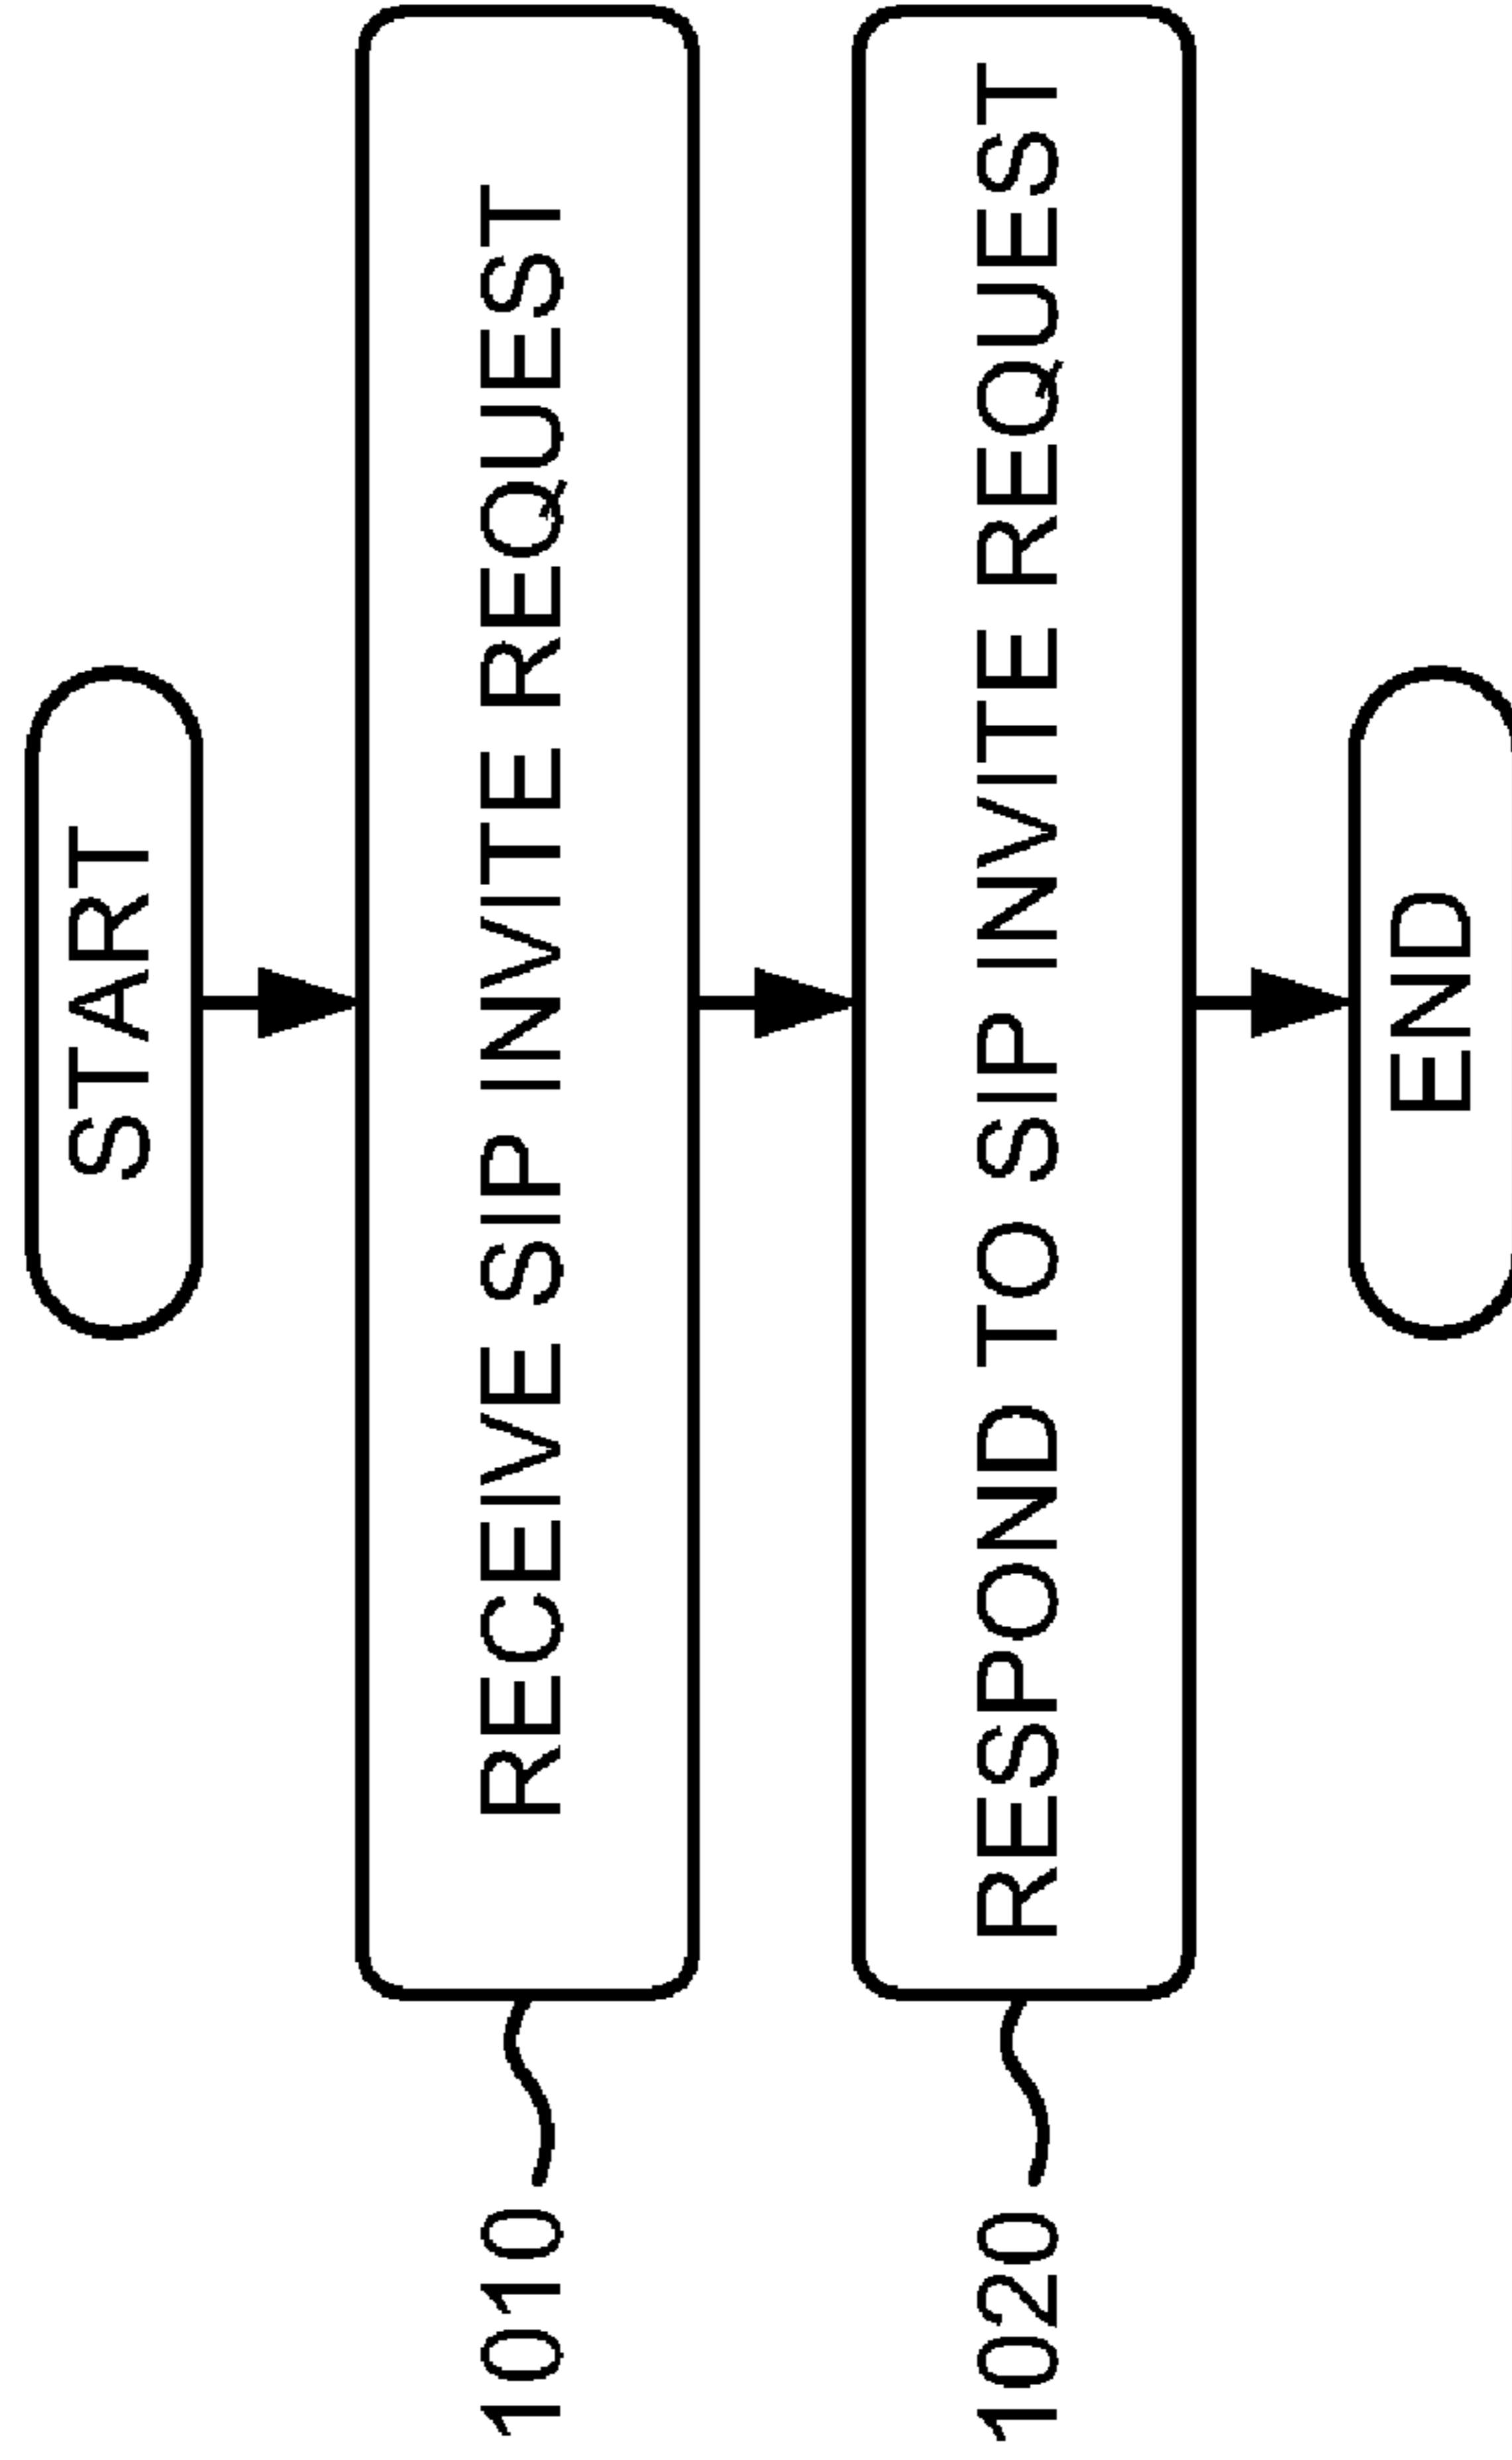 START
1010
RECEIVE SIP INVITE REQUEST
1020
RESPOND TO SIP INVITE REQUEST
END